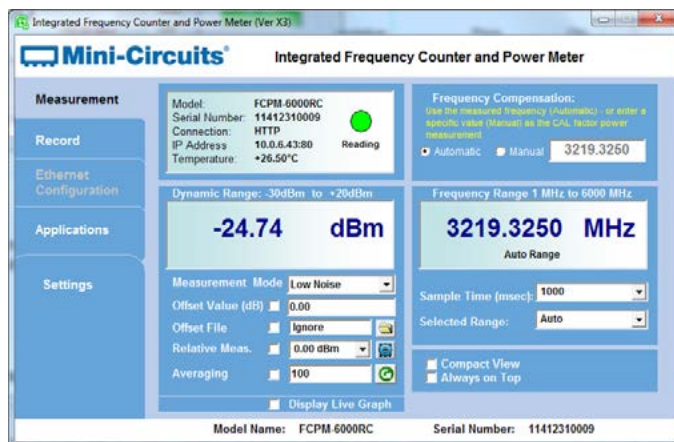 Integrated Frequency Counter and Power Meter (Ver X3)
Mini-Circuits®
Integrated Frequency Counter and Power Meter
Measurement
Record
Ethernet
Configuration
Applications
Settings
Model: FCPM-6000RC
Serial Number: 11412310009
Connection: HTTP
IP Address 10.0.6.43:80
Temperature: +26.50°C
Reading
Frequency Compensation:
Use the measured frequency (Automatic) - or enter a
specific value (Manual) as the CAL factor power
measurement
Automatic Manual 3219.3250
Dynamic Range: -30dBm to +20dBm
-24.74 dBm
Measurement Mode Low Noise
Offset Value (dB) 0.00
Offset File Ignore
Relative Meas. 0.00 dBm
Averaging 100
Display Live Graph
Frequency Range 1 MHz to 6000 MHz
3219.3250 MHz
Auto Range
Sample Time (msec): 1000
Selected Range: Auto
Compact View
Always on Top
Model Name: FCPM-6000RC Serial Number: 11412310009